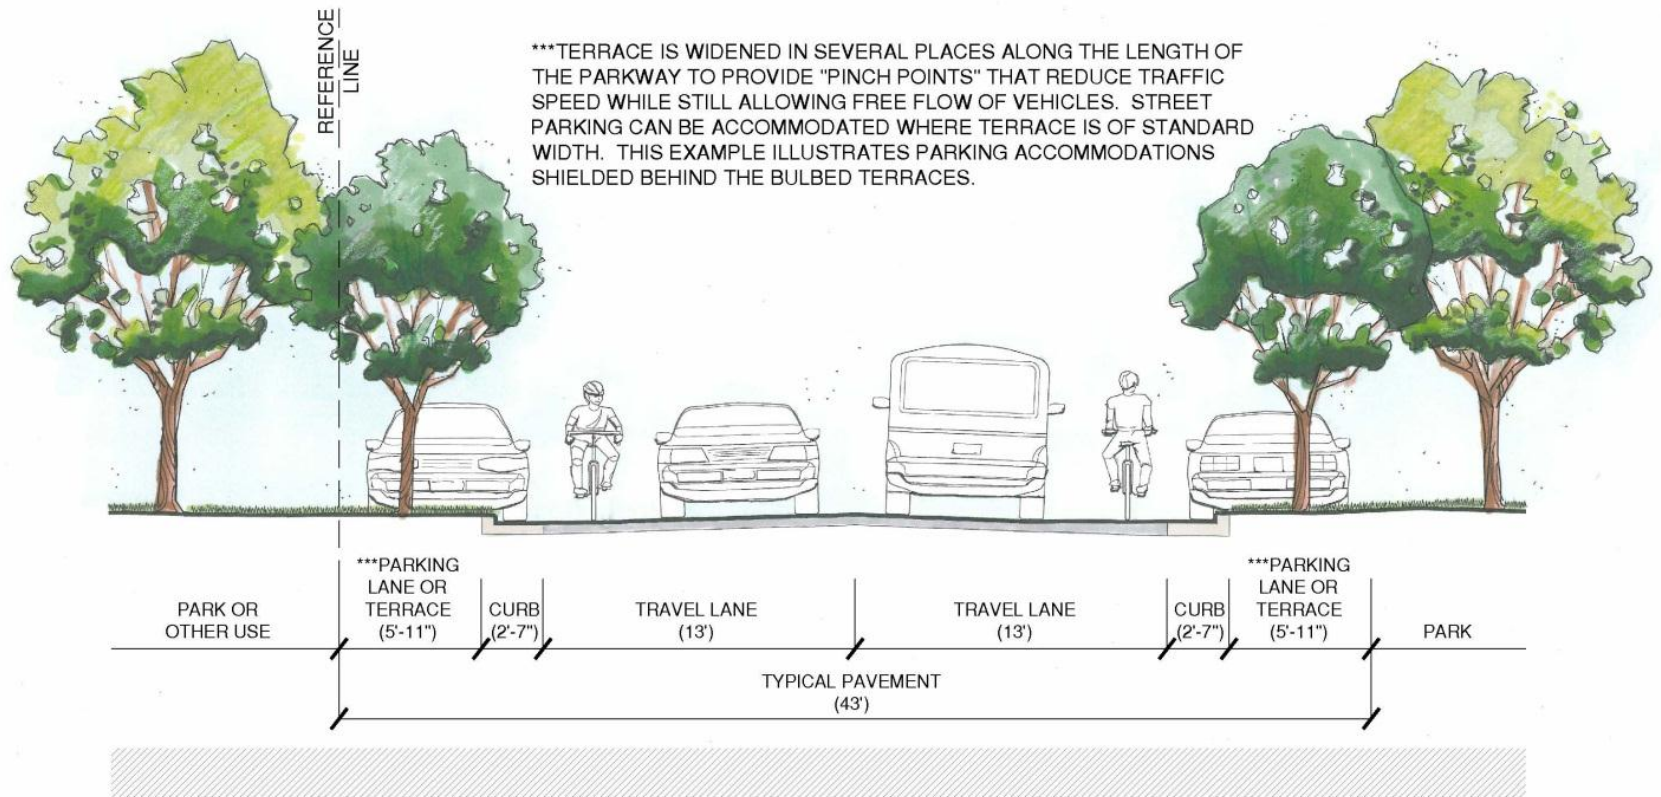 REFERENCE
LINE
***TERRACE IS WIDENED IN SEVERAL PLACES ALONG THE LENGTH OF
THE PARKWAY TO PROVIDE "PINCH POINTS" THAT REDUCE TRAFFIC
SPEED WHILE STILL ALLOWING FREE FLOW OF VEHICLES. STREET
PARKING CAN BE ACCOMMODATED WHERE TERRACE IS OF STANDARD
WIDTH. THIS EXAMPLE ILLUSTRATES PARKING ACCOMMODATIONS
SHIELDED BEHIND THE BULBED TERRACES.
PARK OR
OTHER USE
***PARKING
LANE OR
TERRACE
(5'-11")
CURB
(2'-7")
TRAVEL LANE
(13')
TRAVEL LANE
(13')
CURB
(2'-7")
***PARKING
LANE OR
TERRACE
(5'-11")
PARK
TYPICAL PAVEMENT
(43')